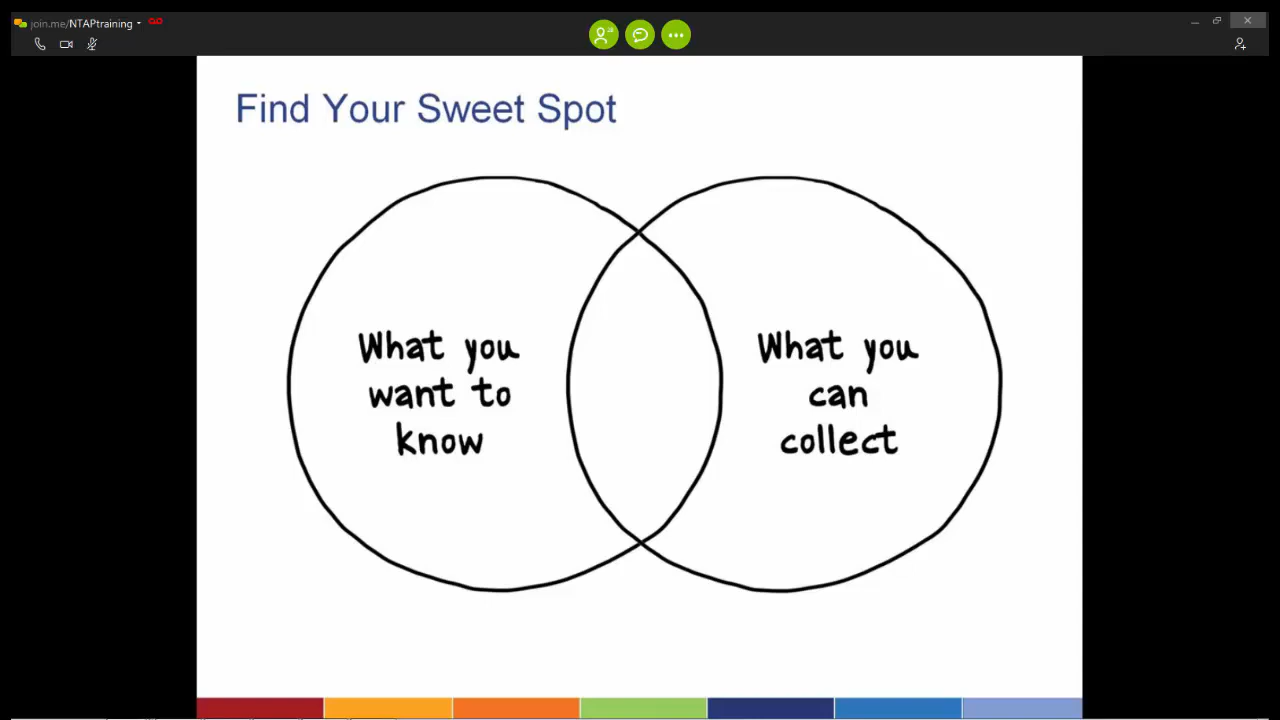 join.me/NTAPtraining
Find Your Sweet Spot
What you
want to
know
What you
can
collect